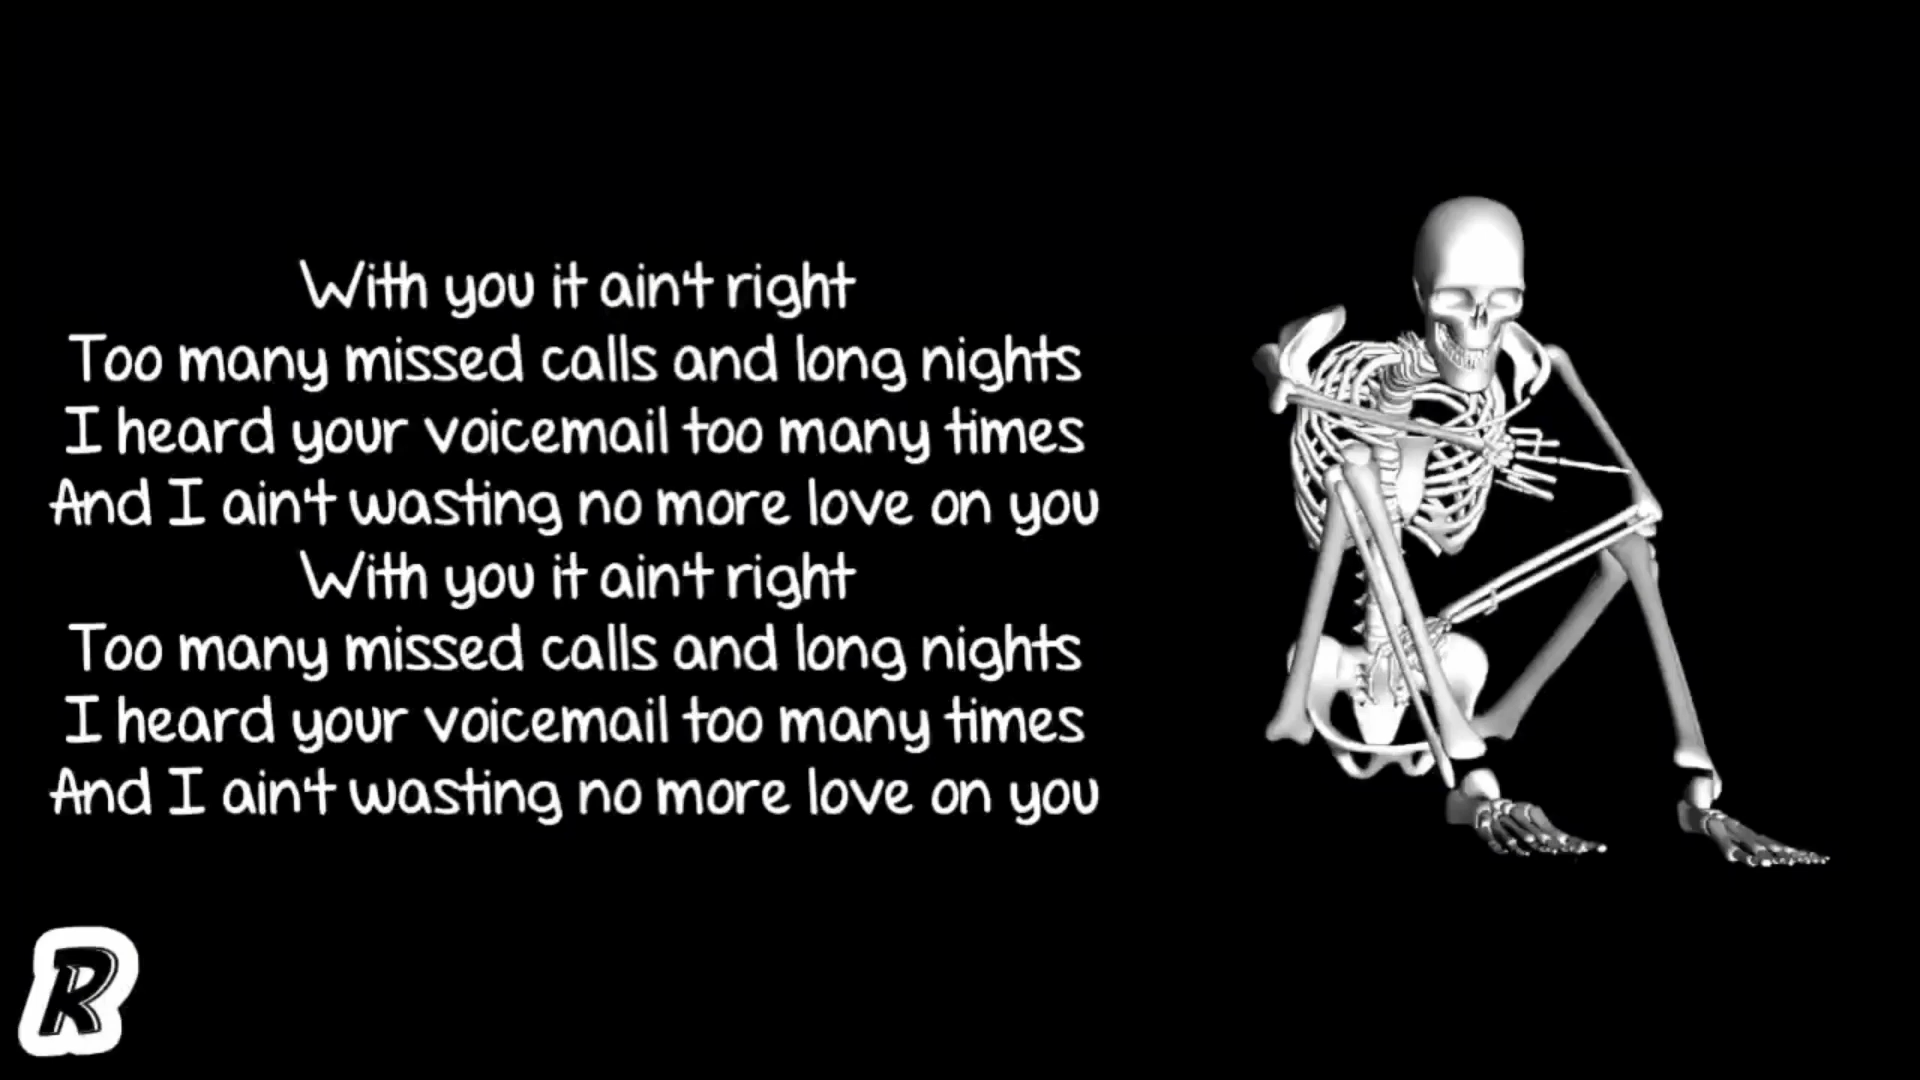 With you it ain't right
Too many missed calls and long nights
I heard your voicemail too many times
And I ain't wasting no more love on you
With you it ain't right
Too many missed calls and long nights
I heard your voicemail too many times
And I ain't wasting no more love on you
R